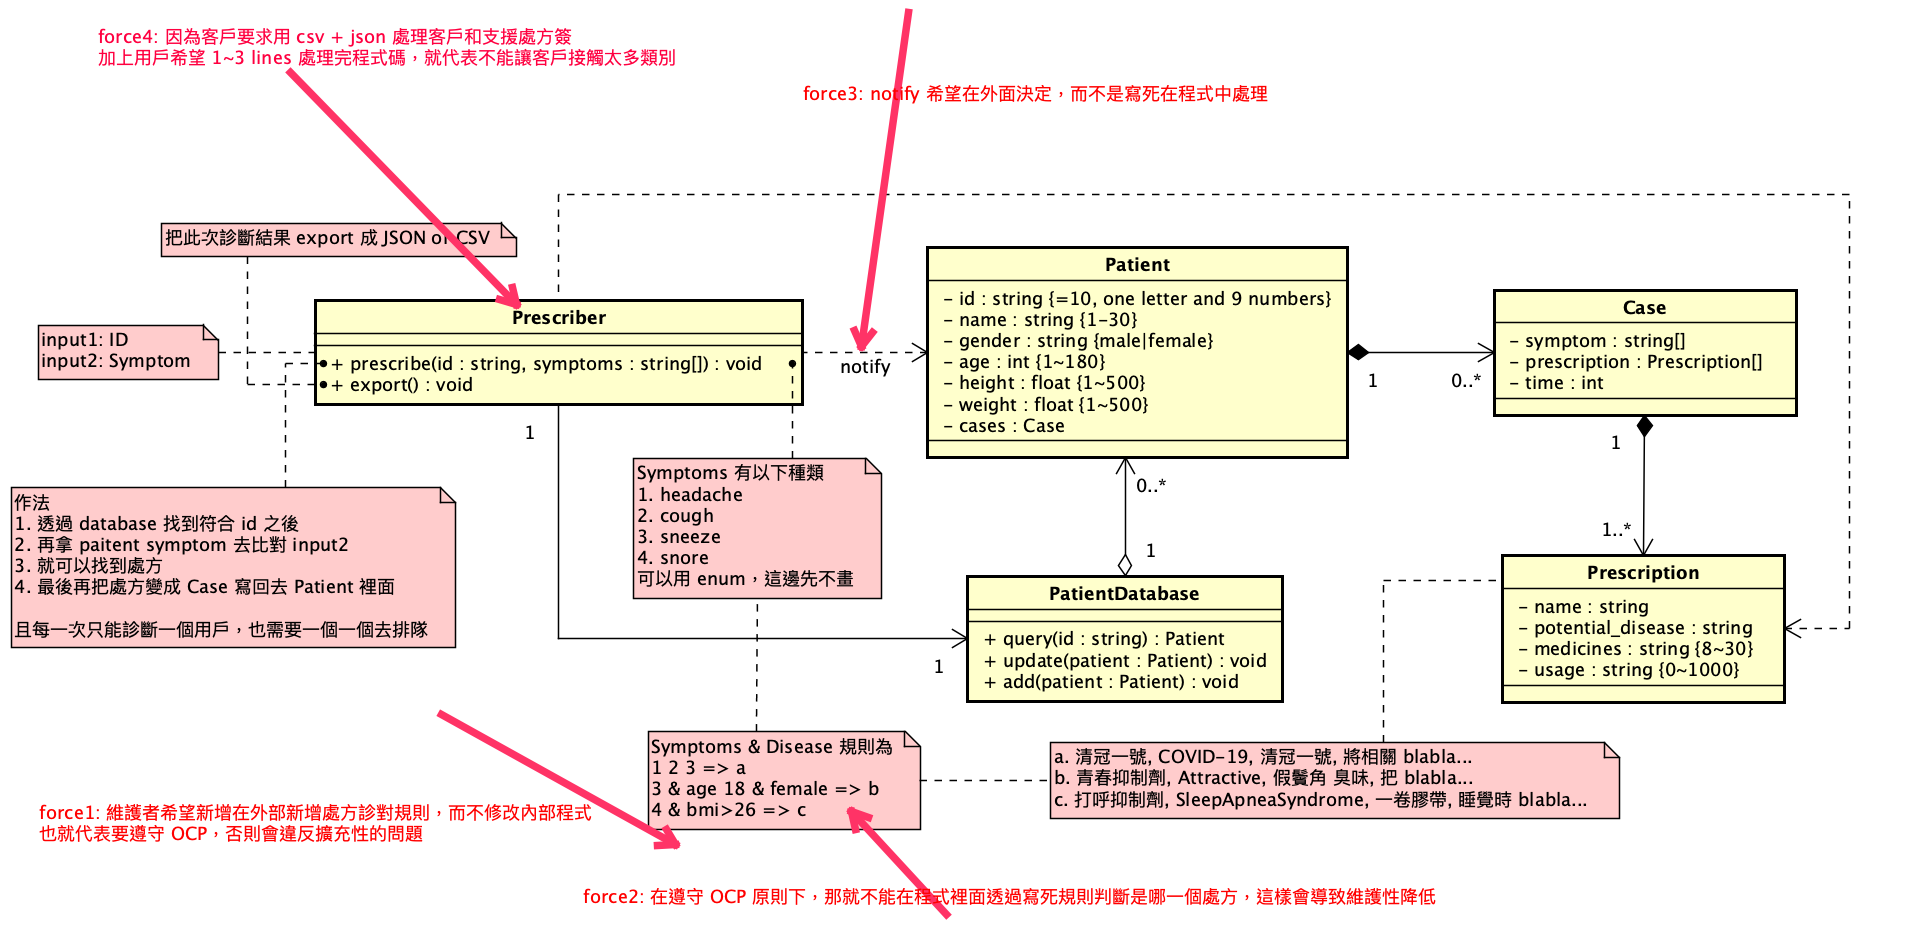 force4: 因為客戶要求用 csv + json 處理客戶和支援處方簽
加上用戶希望 1~3 lines 處理完程式碼，就代表不能讓客戶接觸太多類別
force3: notify 希望在外面決定，而不是寫死在程式中處理
把此次診斷結果 export 成 JSON or CSV
input1: ID
input2: Symptom
Prescriber
+ prescribe(id : string, symptoms : string[]) : void
+ export() : void
notify
Patient
- id : string {=10, one letter and 9 numbers}
- name : string {1-30}
- gender : string {male|female}
- age : int {1~180}
- height : float {1~500}
- weight : float {1~500}
- cases : Case
1
0..*
Case
- symptom : string[]
- prescription : Prescription[]
- time : int
1
1..*
1
作法
1. 透過 database 找到符合 id 之後
2. 再拿 paitent symptom 去比對 input2
3. 就可以找到處方
4. 最後再把處方變成 Case 寫回去 Patient 裡面
且每一次只能診斷一個用戶，也需要一個一個去排隊
Symptoms 有以下種類
1. headache
2. cough
3. sneeze
4. snore
可以用 enum，這邊先不畫
0..*
1
1
PatientDatabase
+ query(id : string) : Patient
+ update(patient : Patient) : void
+ add(patient : Patient) : void
Prescription
- name : string
- potential_disease : string
- medicines : string {8~30}
- usage : string {0~1000}
Symptoms & Disease 規則為
1 2 3 => a
3 & age 18 & female => b
4 & bmi>26 => c
a. 清冠一號, COVID-19, 清冠一號, 將相關 blabla...
b. 青春抑制劑, Attractive, 假鬢角 臭味, 把 blabla...
c. 打呼抑制劑, SleepApneaSyndrome, 一卷膠帶, 睡覺時 blabla...
force1: 維護者希望新增在外部新增處方診對規則，而不修改內部程式
也就代表要遵守 OCP，否則會違反擴充性的問題
force2: 在遵守 OCP 原則下，那就不能在程式裡面透過寫死規則判斷是哪一個處方，這樣會導致維護性降低